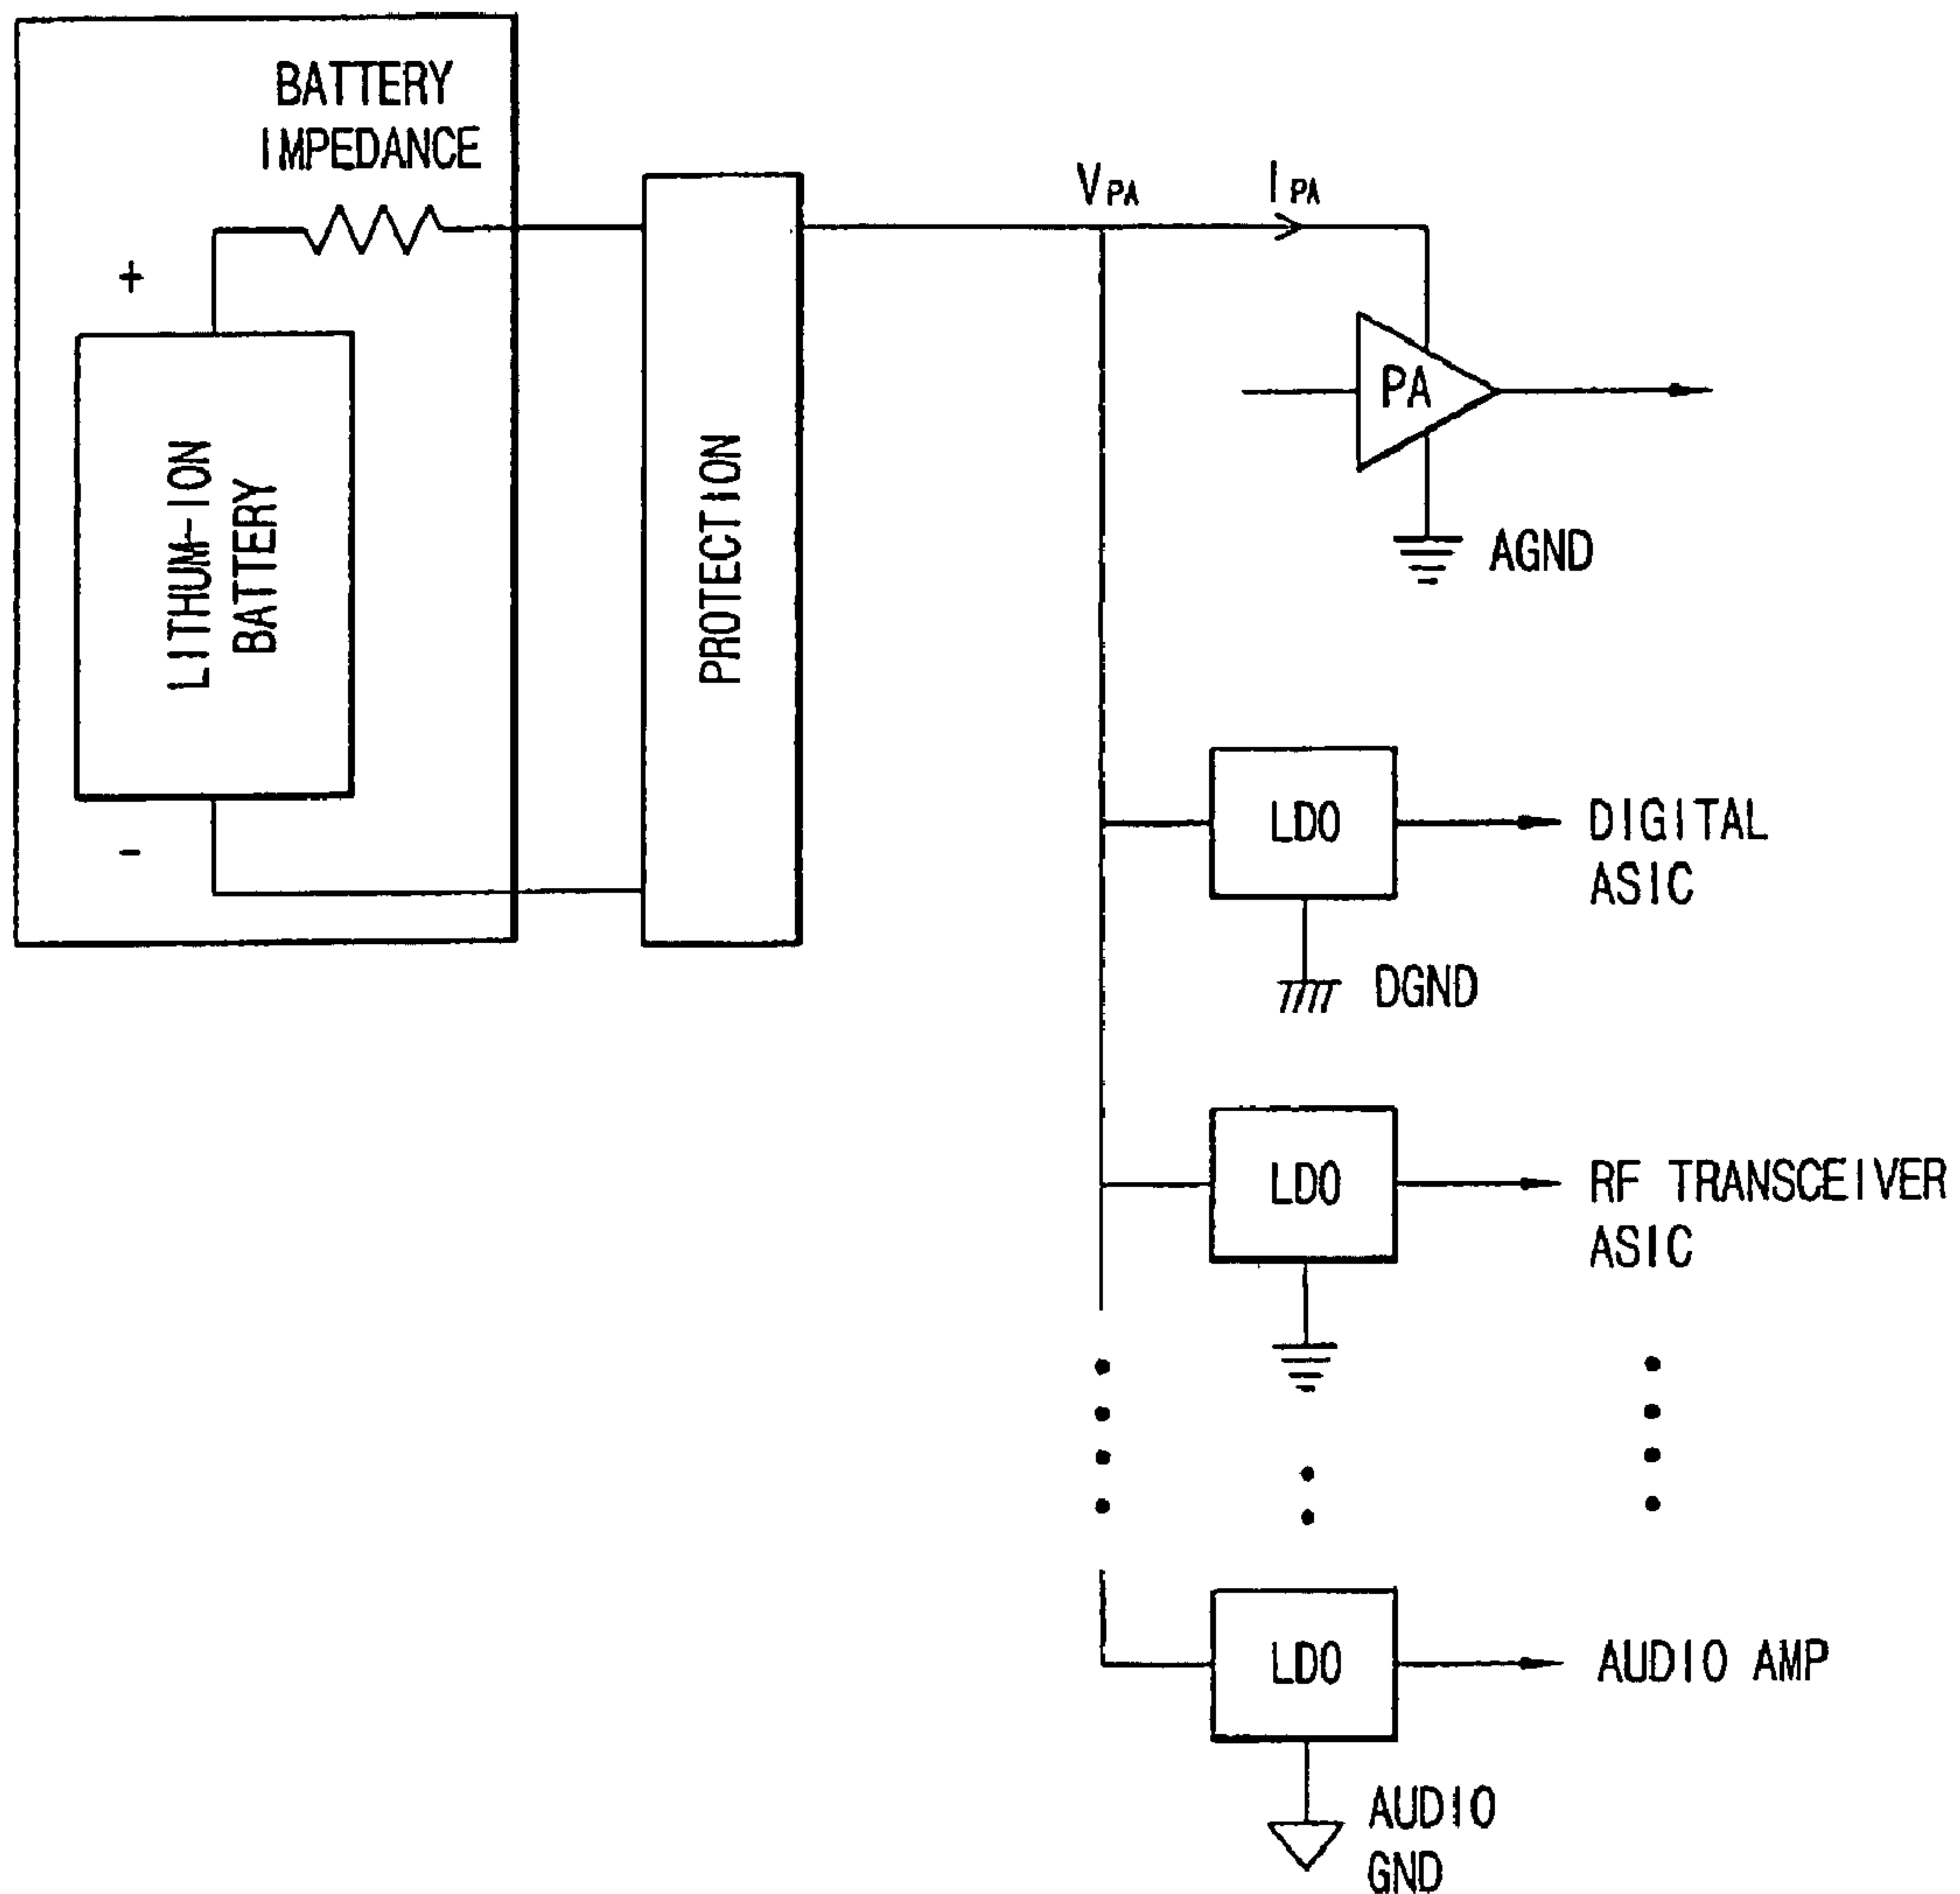 BATTERY
IMPEDANCE
+
LITHUM-ION
BATTERY
-
PROTECTION
VPA
IPA
PA
AGND
LDO
DIGITAL
ASIC
DGND
LDO
RF TRANSCEIVER
ASIC
LDO
AUDIO AMP
AUDIO
GND